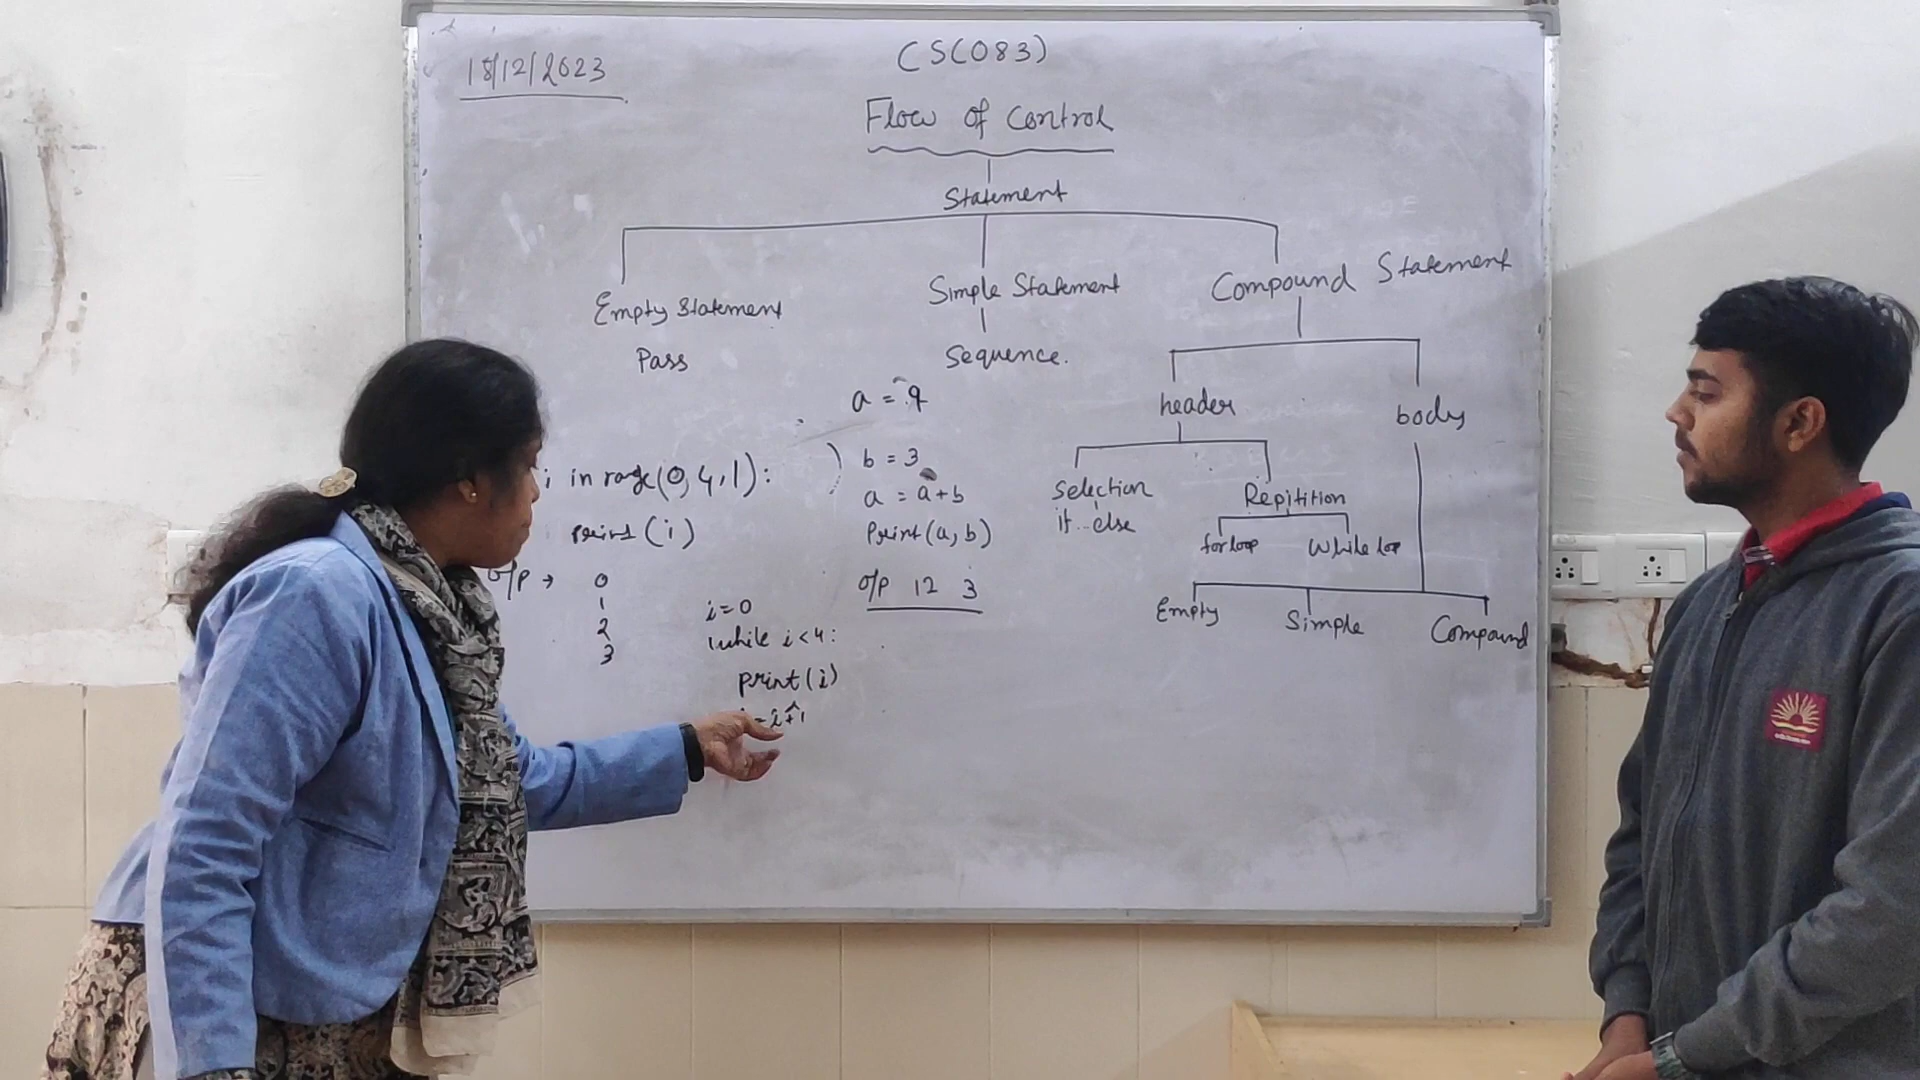 18/12/2023
CS(083)
Flow of Control
Statement
Empty Statement
Pass
Simple Statement
Sequence.
Compound Statement
header
body
Selection
if...else
Repitition
for loop
While loop
Empty
Simple
Compound
i in range(0,4,1):
print(i)
O/P → 0
1
2
3
i=0
while i<4:
print(i)
i=i+1
a = 9
b = 3
a = a+b
Print(a,b)
O/P 12 3